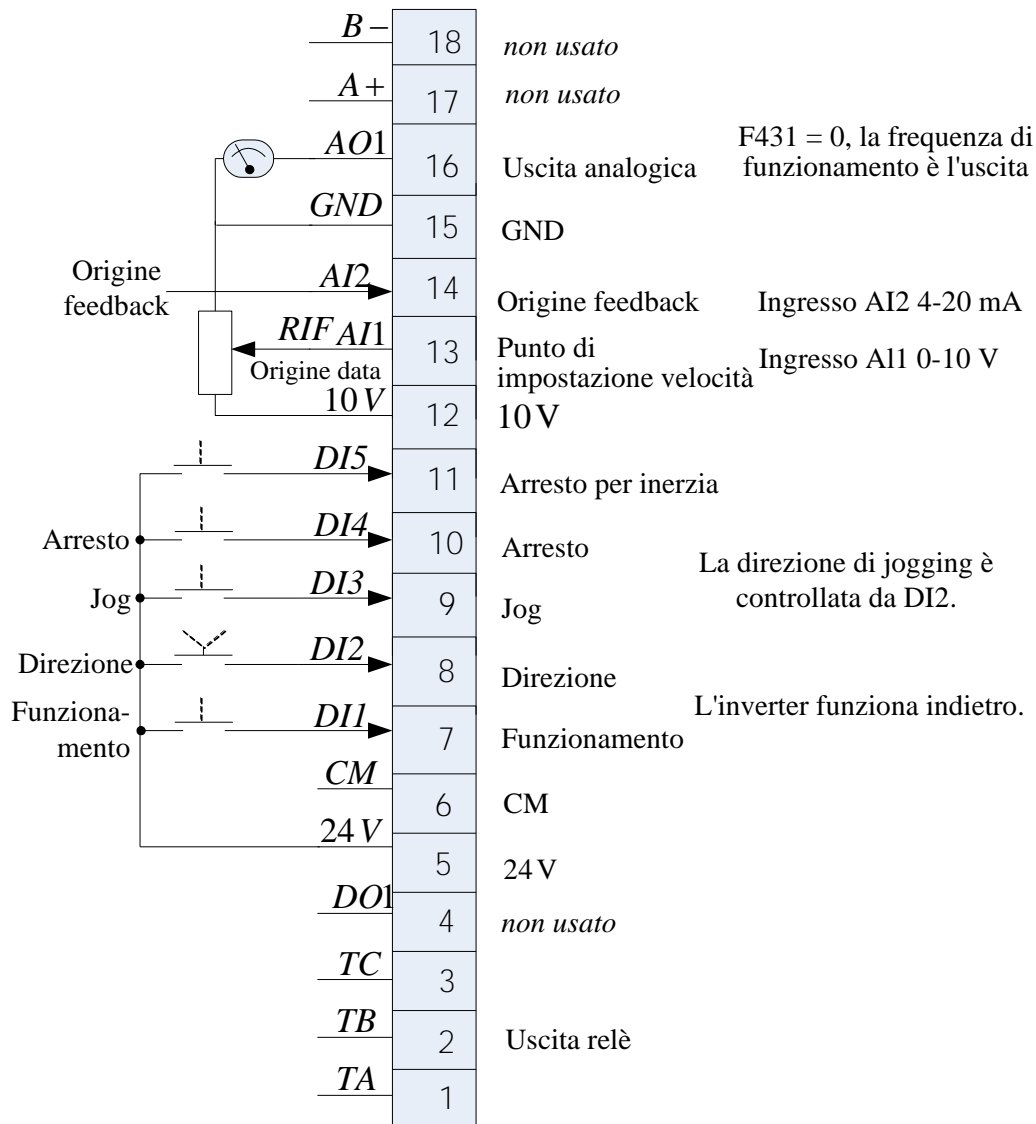 B − 18 non usato
A + 17 non usato
AO1 16 Uscita analogica F431 = 0, la frequenza di
funzionamento è l'uscita
GND 15 GND
Origine
feedback
AI2 14 Origine feedback Ingresso AI2 4-20 mA
RIF AI1 13 Punto di
impostazione velocità Ingresso Al1 0-10 V
Origine data
10 V 12 10 V
DI5 11 Arresto per inerzia
Arresto DI4 10 Arresto
La direzione di jogging è
controllata da DI2.
Jog DI3 9 Jog
Direzione DI2 8 Direzione
L'inverter funziona indietro.
Funziona-
mento
DI1 7 Funzionamento
CM 6 CM
24 V 5 24 V
DO1 4 non usato
TC 3
TB 2 Uscita relè
TA 1